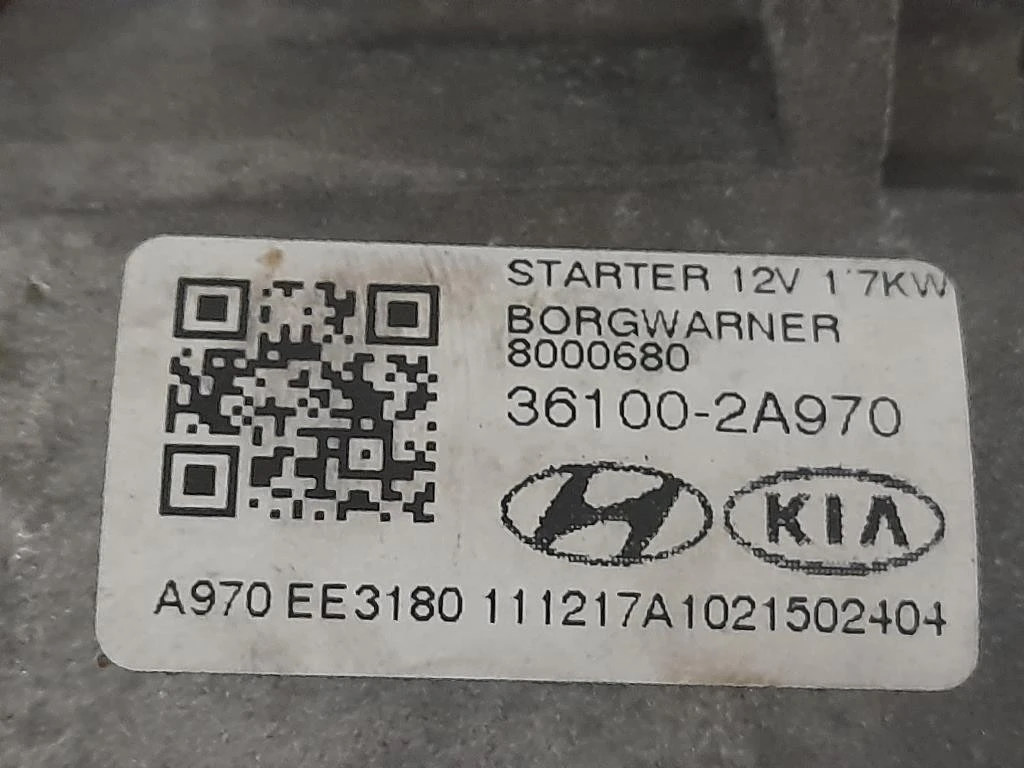 STARTER 12V 1'7KW
BORGWARNER
8000680
36100-2A970
KIA
A970 EE3180 111217A1021502404